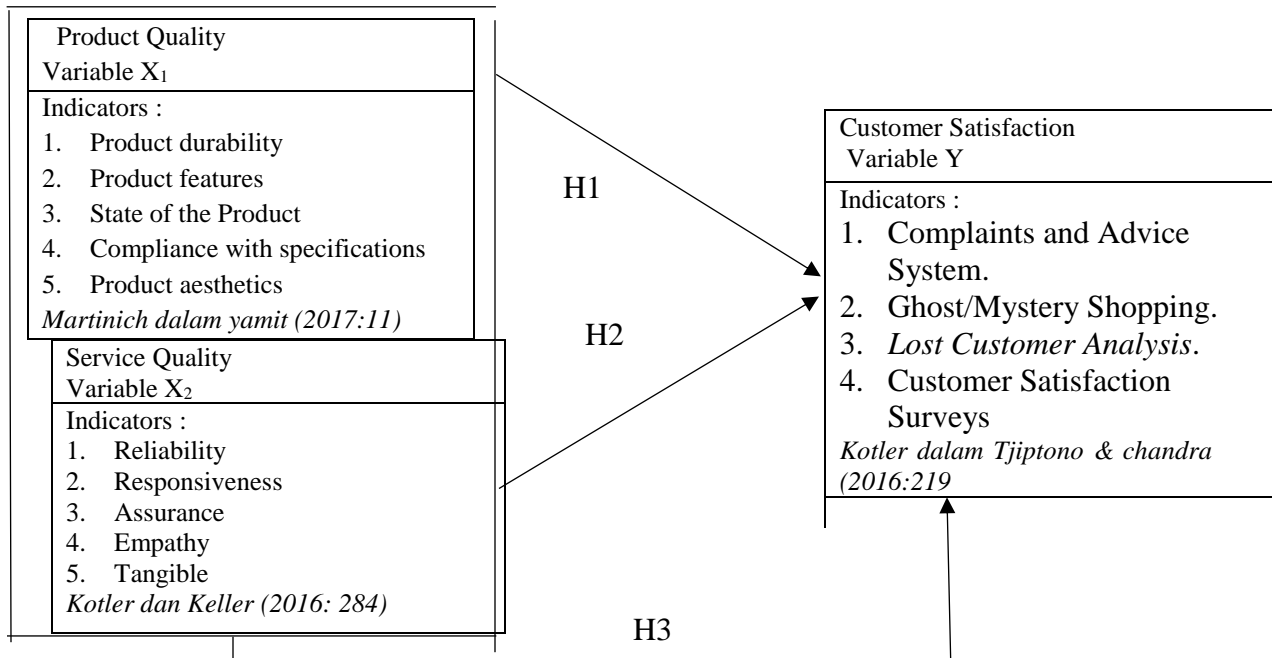 Product Quality
Variable X₁
Indicators :
1. Product durability
2. Product features
3. State of the Product
4. Compliance with specifications
5. Product aesthetics
Martinich dalam yamit (2017:11)
Service Quality
Variable X₂
Indicators :
1. Reliability
2. Responsiveness
3. Assurance
4. Empathy
5. Tangible
Kotler dan Keller (2016: 284)
H1
H2
H3
Customer Satisfaction
Variable Y
Indicators :
1. Complaints and Advice
System.
2. Ghost/Mystery Shopping.
3. Lost Customer Analysis.
4. Customer Satisfaction
Surveys
Kotler dalam Tjiptono & chandra
(2016:219